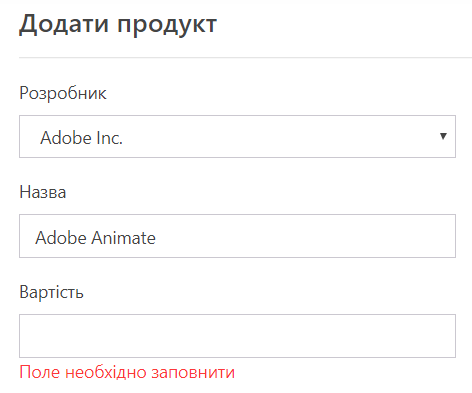 Додати продукт
Розробник
Adobe Inc.
Назва
Adobe Animate
Вартість
Поле необхідно заповнити